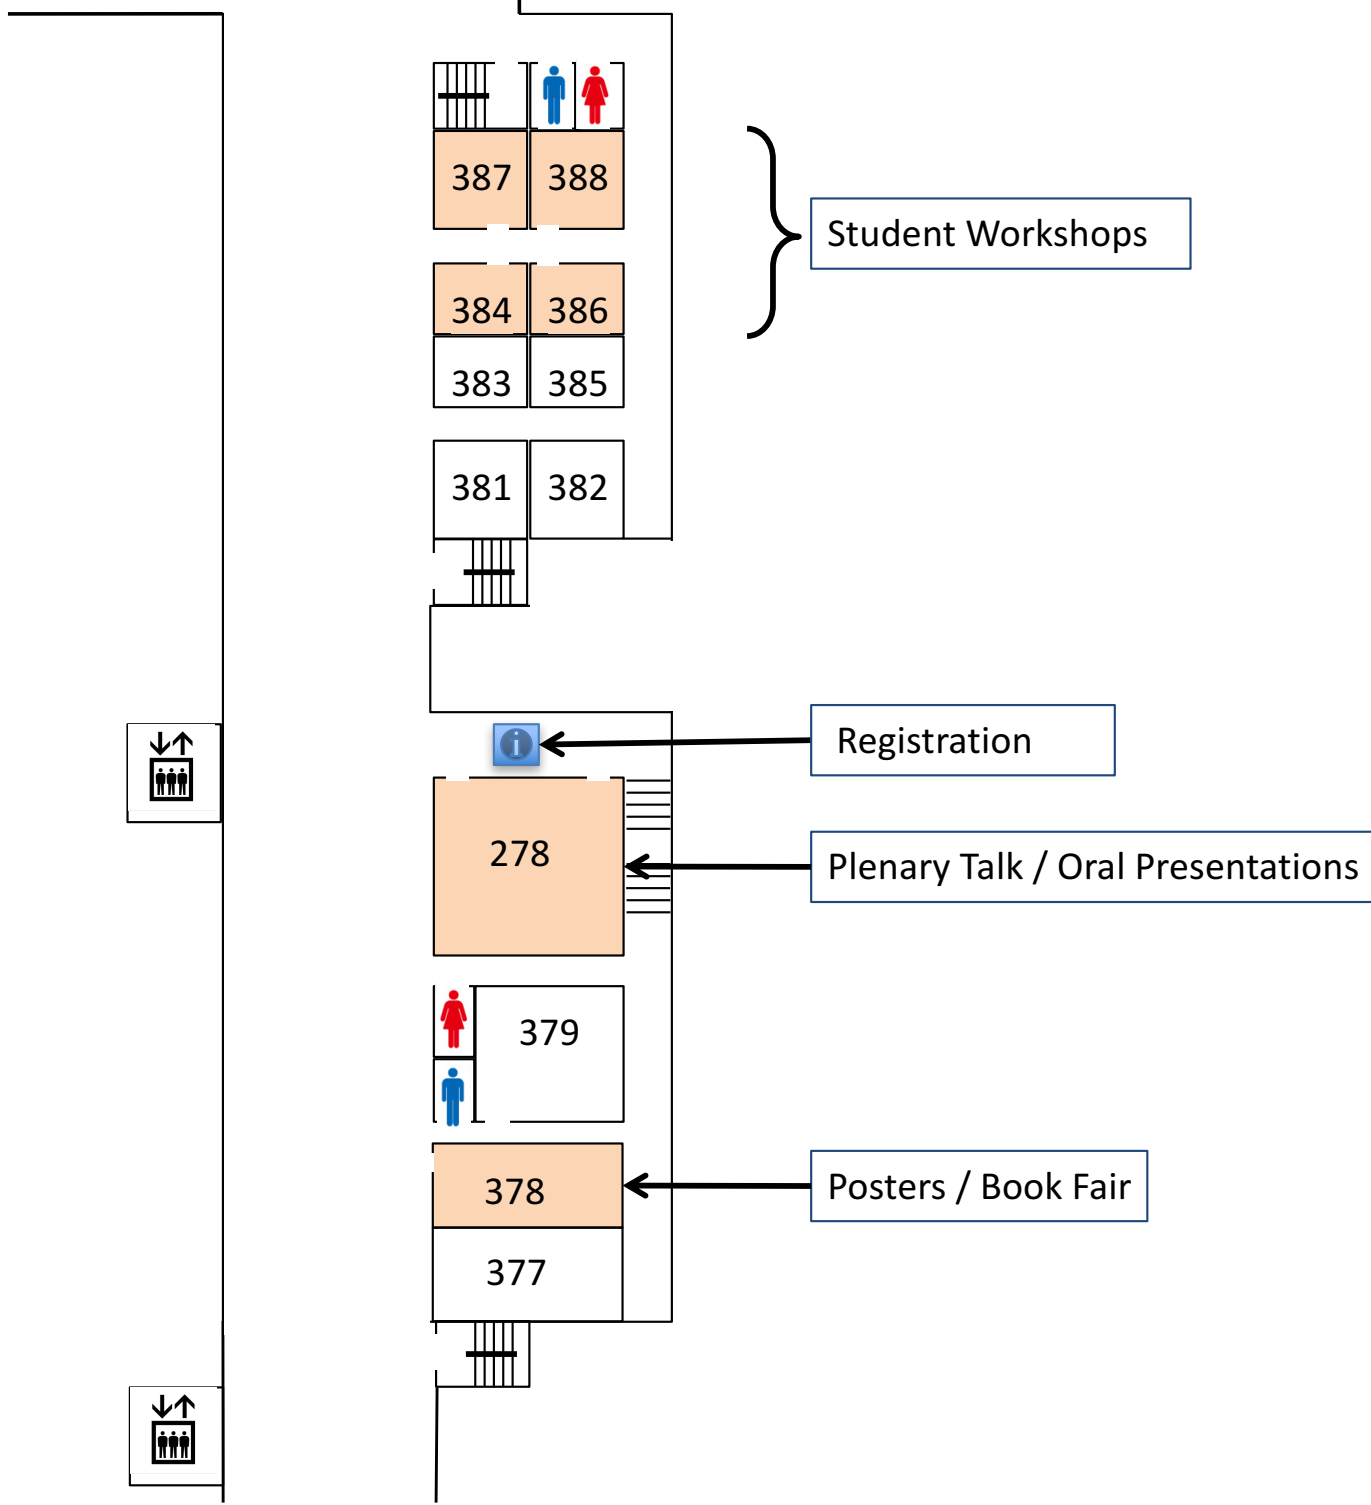 387 388
Student Workshops
384 386
383 385
381 382
i
Registration
278
Plenary Talk / Oral Presentations
379
378
Posters / Book Fair
377